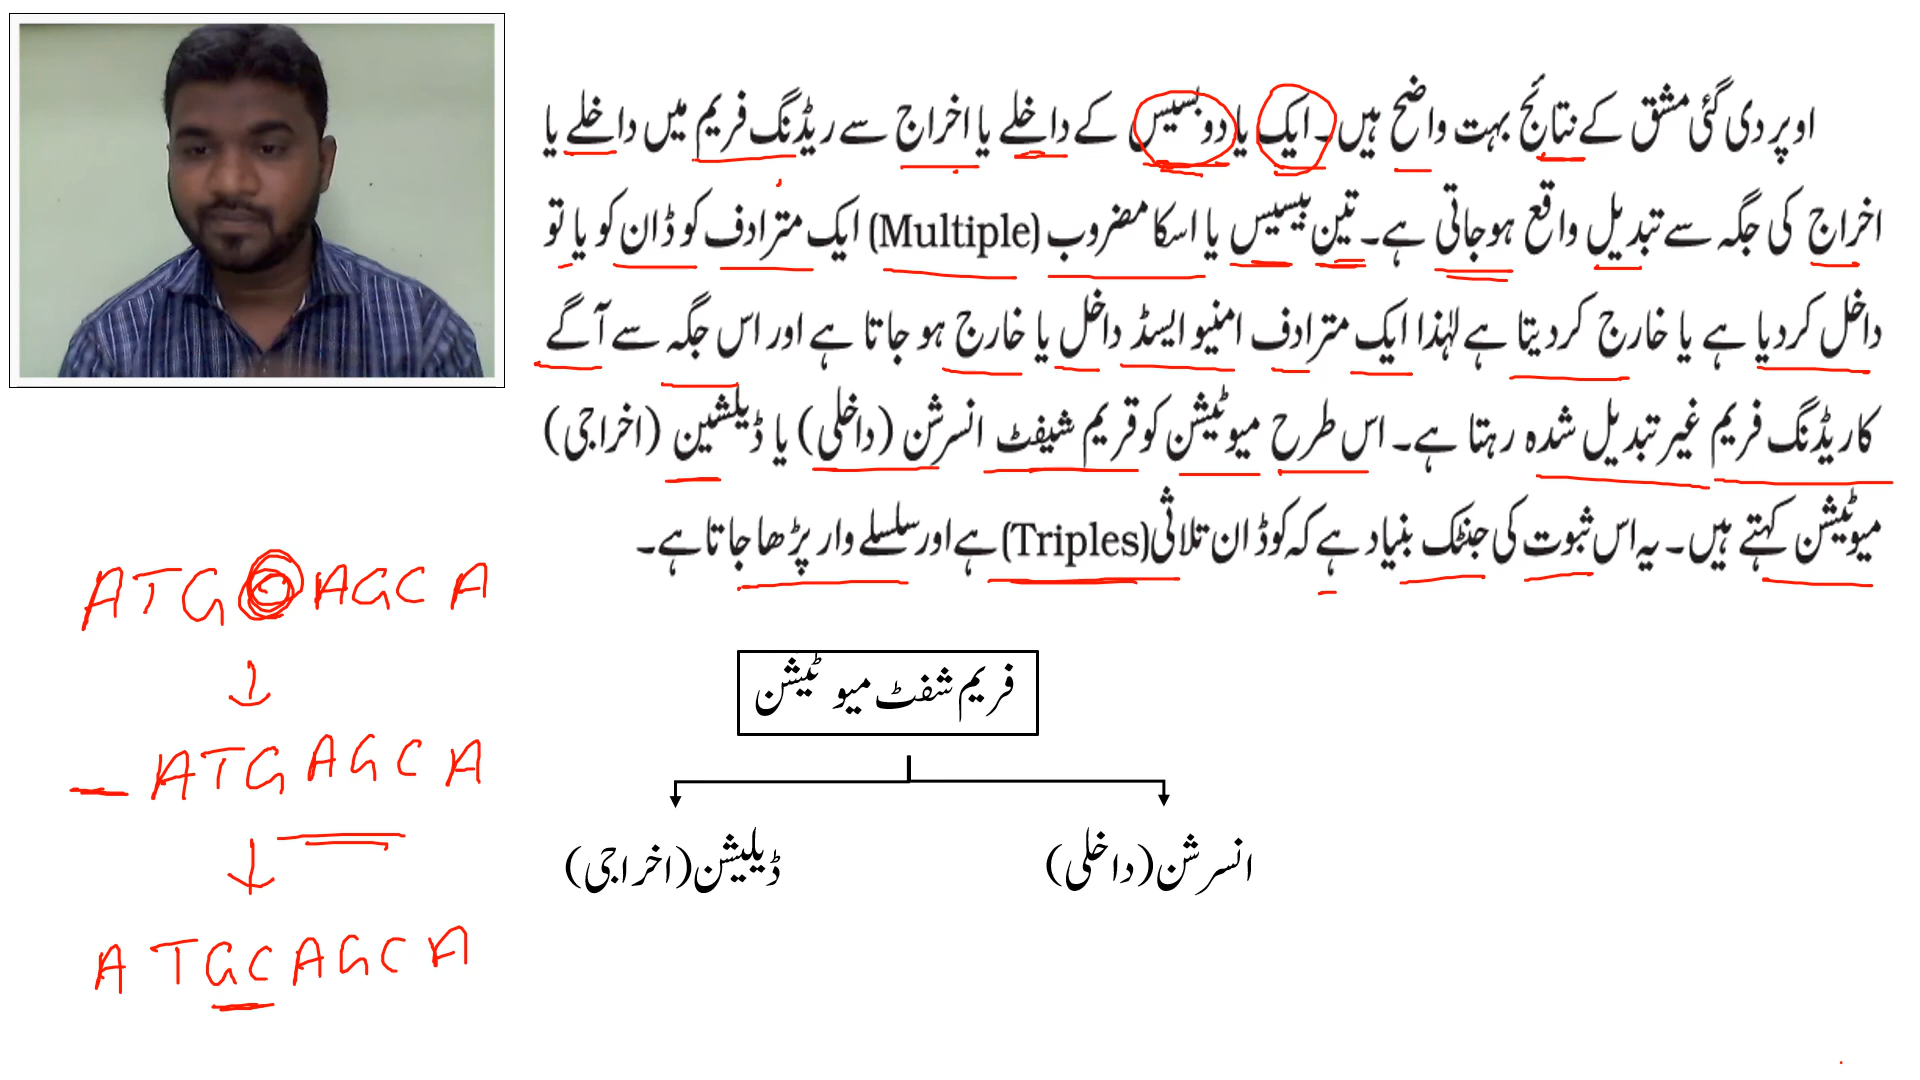 اوپر دی گئی مشق کے نتائج بہت واضح ہیں۔ ایک یا دو بیسیس کے داخلے یا اخراج سے ریڈنگ فریم میں داخلے یا
اخراج کی جگہ سے تبدیل واقع ہوجاتی ہے۔ تین بیسیس یا اسکا مضروب (Multiple) ایک مترادف کوڈان کو یا تو
داخل کردیا ہے یا خارج کردیتا ہے لہٰذا ایک مترادف امنیو ایسڈ داخل یا خارج ہو جاتا ہے اور اس جگہ سے آگے
کا ریڈنگ فریم غیر تبدیل شدہ رہتا ہے۔ اس طرح میوٹیشن کو قریم شیفٹ انسرشن (داخلی) یا ڈیلشین (اخراجی)
میوٹیشن کہتے ہیں۔ یہ اس ثبوت کی جنٹک بنیاد ہے کہ کوڈان تلاثی (Triples) ہے اور سلسلے وار پڑھا جاتا ہے۔
فریم شفٹ میوٹیشن
انسرشن (داخلی)
ڈیلیشن (اخراجی)
ATG AGCA
ATGAGCA
ATGCAGCA